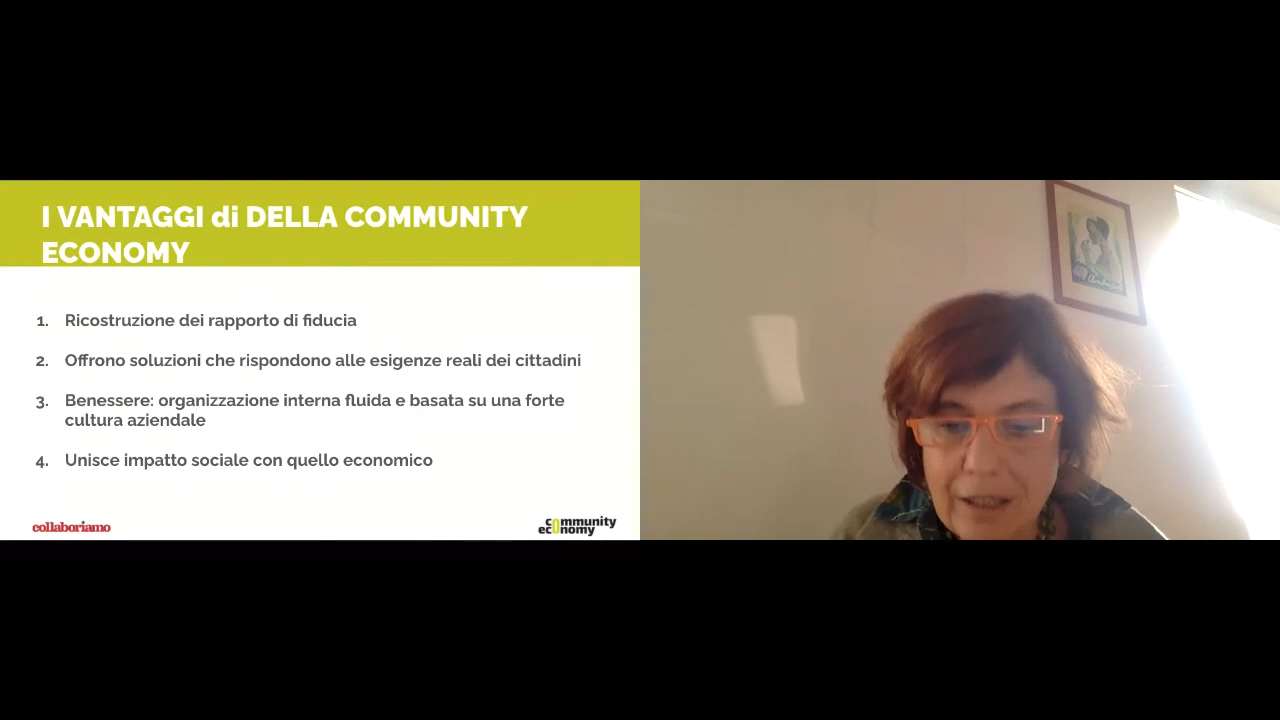 I VANTAGGI di DELLA COMMUNITY
ECONOMY
1. Ricostruzione dei rapporto di fiducia
2. Offrono soluzioni che rispondono alle esigenze reali dei cittadini
3. Benessere: organizzazione interna fluida e basata su una forte
cultura aziendale
4. Unisce impatto sociale con quello economico
collaboriamo
community
economy